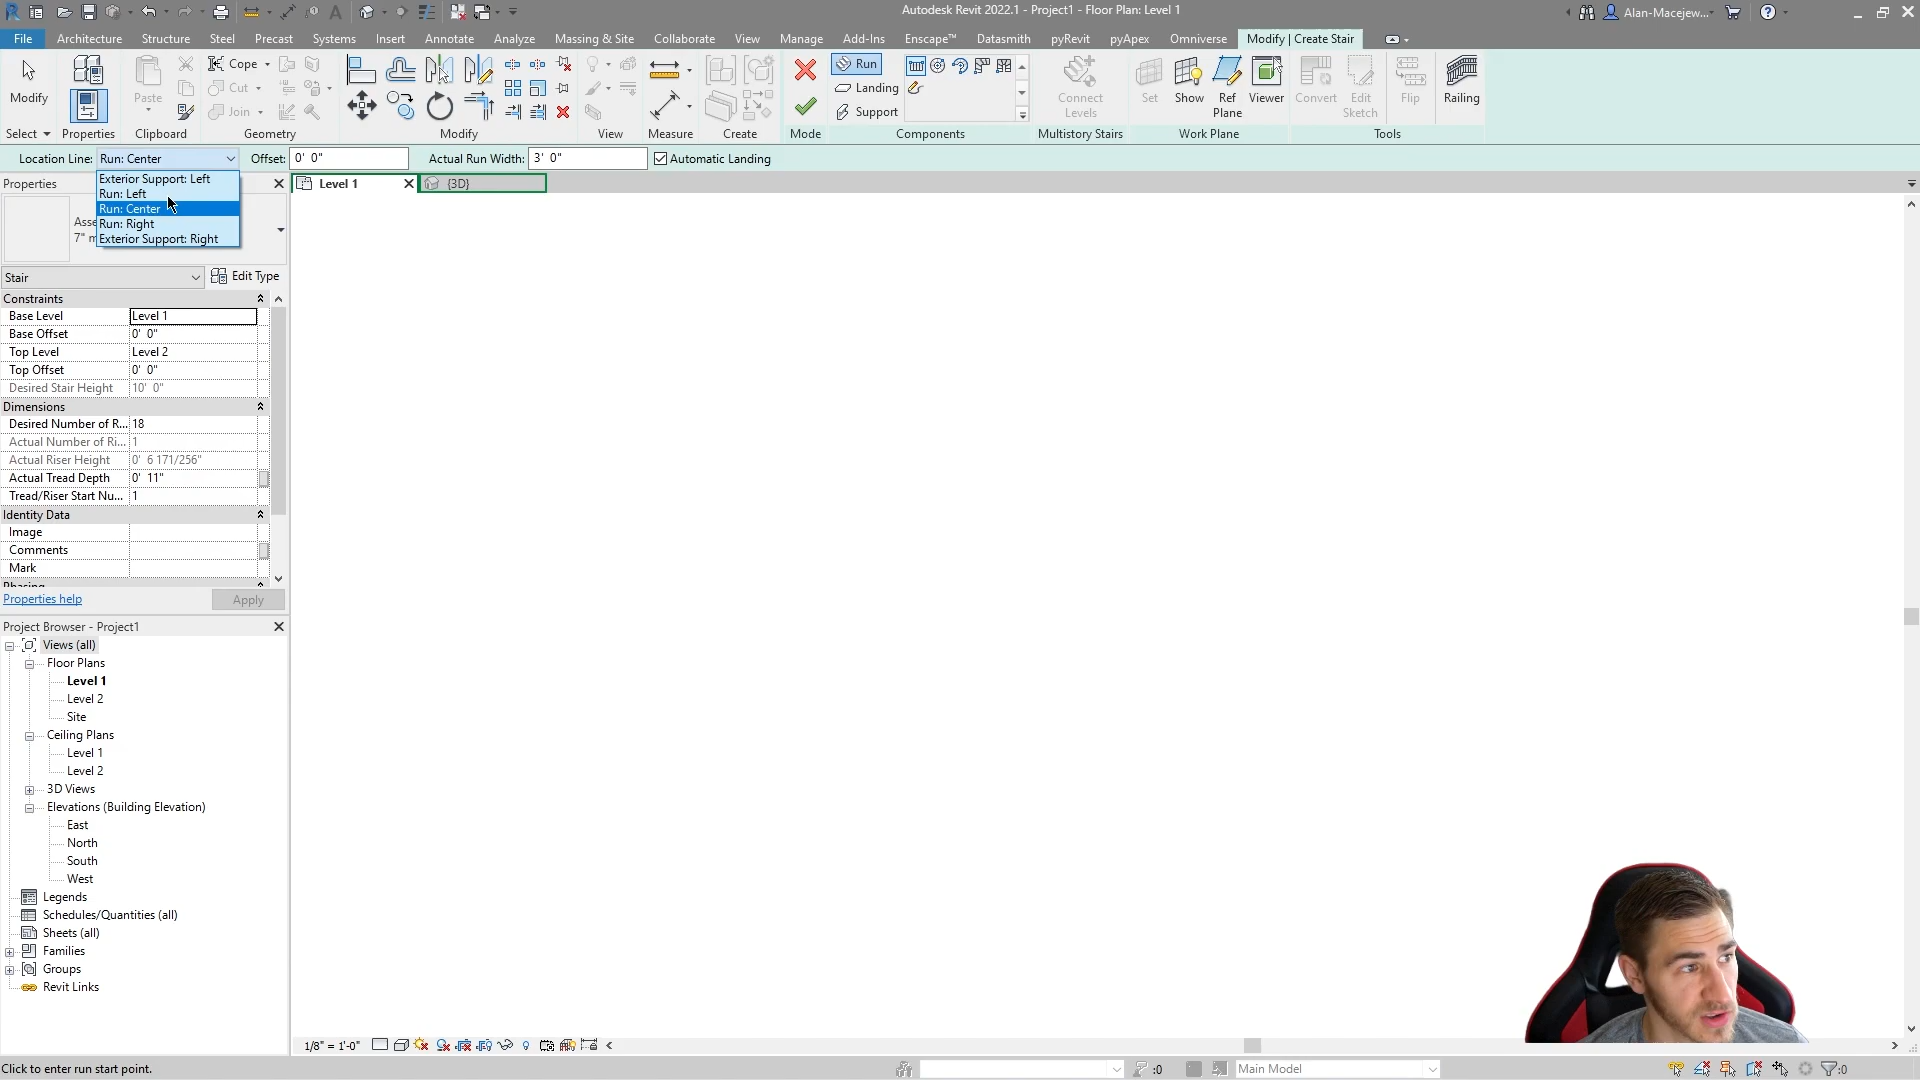 Autodesk Revit 2022.1 - Project1 - Floor Plan: Level 1
Alan-Macejew...
File Architecture Structure Steel Precast Systems Insert Annotate Analyze Massing & Site Collaborate View Manage Add-Ins Enscape™ Datasmith pyRevit pyApex Omniverse Modify | Create Stair
Modify
Paste
Cope
Cut
Join
Run
Landing
Support
Connect Levels
Set
Show
Ref Plane
Viewer
Convert
Edit Sketch
Flip
Railing
Select Properties Clipboard Geometry Modify View Measure Create Mode Components Multistory Stairs Work Plane Tools
Location Line: Run: Center Offset: 0' 0" Actual Run Width: 3' 0" Automatic Landing
Exterior Support: Left
Run: Left
Run: Center
Run: Right
Exterior Support: Right
Properties
Level 1
{3D}
Asse
7" m
Stair
Edit Type
Constraints
Base Level Level 1
Base Offset 0' 0"
Top Level Level 2
Top Offset 0' 0"
Desired Stair Height 10' 0"
Dimensions
Desired Number of R... 18
Actual Number of Ri... 1
Actual Riser Height 0' 6 171/256"
Actual Tread Depth 0' 11"
Tread/Riser Start Nu... 1
Identity Data
Image
Comments
Mark
Phasing
Properties help
Apply
Project Browser - Project1
Views (all)
Floor Plans
Level 1
Level 2
Site
Ceiling Plans
Level 1
Level 2
3D Views
Elevations (Building Elevation)
East
North
South
West
Legends
Schedules/Quantities (all)
Sheets (all)
Families
Groups
Revit Links
1/8" = 1'-0"
Click to enter run start point.
:0
Main Model
:0